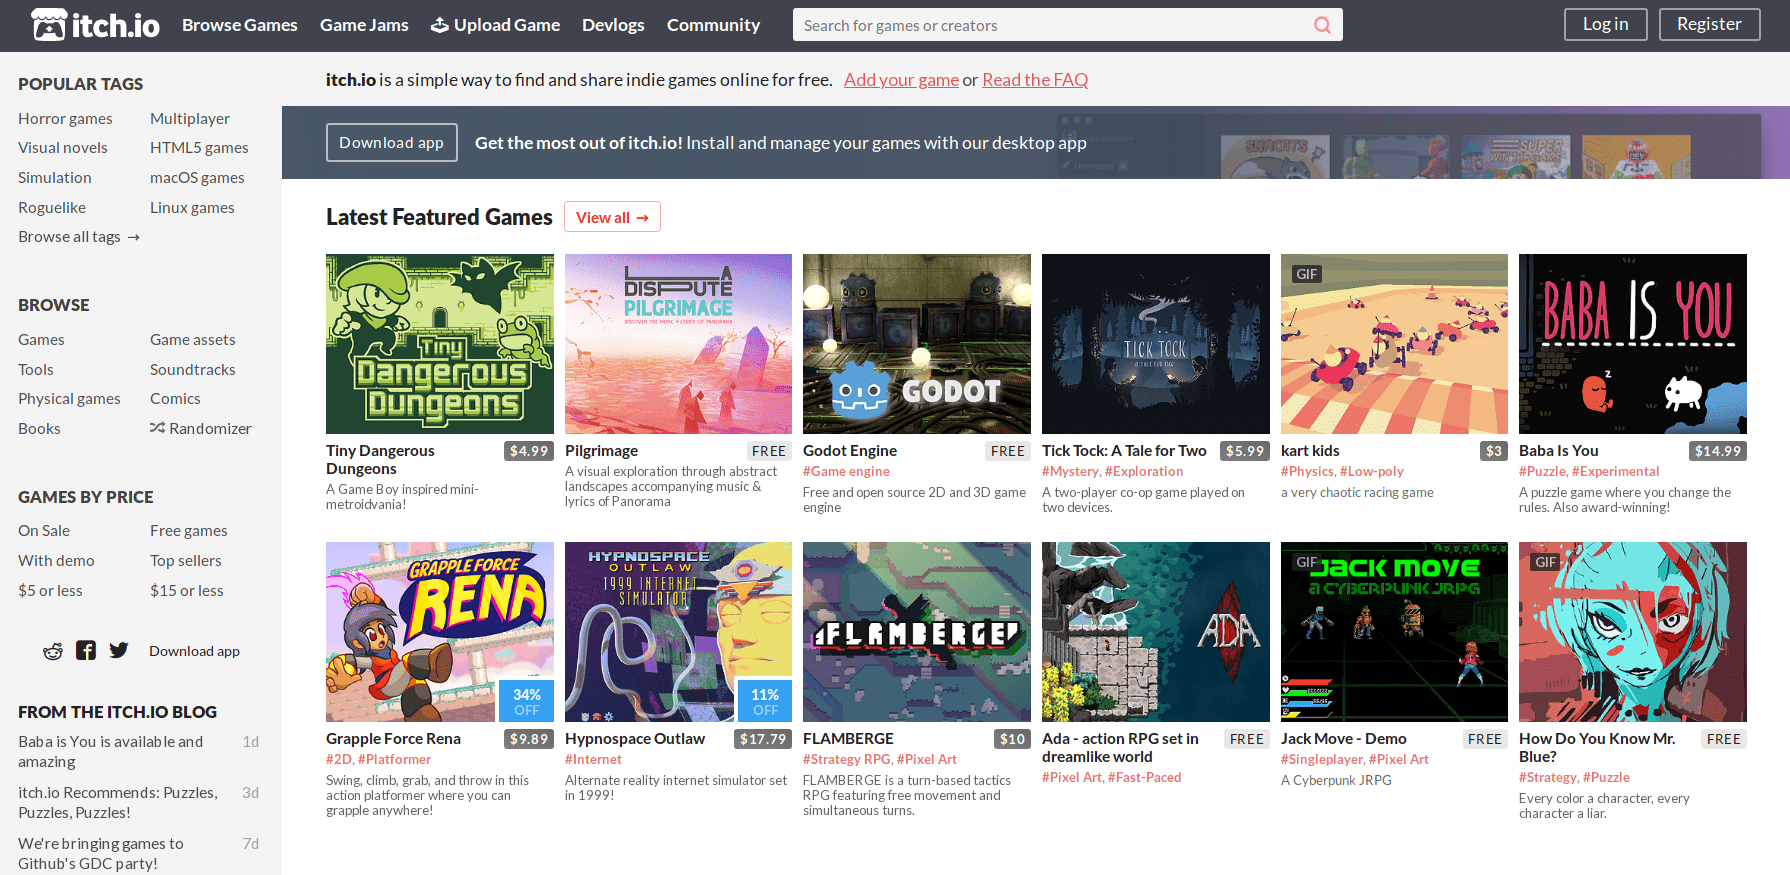 itch.io
Browse Games
Game Jams
Upload Game
Devlogs
Community
Search for games or creators
Log in
Register
POPULAR TAGS
Horror games
Multiplayer
Visual novels
HTML5 games
Simulation
macOS games
Roguelike
Linux games
Browse all tags →
BROWSE
Games
Game assets
Tools
Soundtracks
Physical games
Comics
Books
Randomizer
GAMES BY PRICE
On Sale
Free games
With demo
Top sellers
$5 or less
$15 or less
Download app
FROM THE ITCH.IO BLOG
Baba is You is available and
amazing
1d
itch.io Recommends: Puzzles,
Puzzles, Puzzles!
3d
We're bringing games to
Github's GDC party!
7d
itch.io is a simple way to find and share indie games online for free. Add your game or Read the FAQ
Download app
Get the most out of itch.io! Install and manage your games with our desktop app
SUPER
Latest Featured Games
View all →
Tiny
Dangerous
Dungeons
Tiny Dangerous
Dungeons
$4.99
A Game Boy inspired mini-
metroidvania!
LA
DISPUTE
PILGRIMAGE
DISCOVER THE MUSIC + LYRICS OF PANORAMA
Pilgrimage
FREE
A visual exploration through abstract
landscapes accompanying music &
lyrics of Panorama
GODOT
Godot Engine
FREE
#Game engine
Free and open source 2D and 3D game
engine
TICK TOCK
A TALE FOR TWO
Tick Tock: A Tale for Two
$5.99
#Mystery, #Exploration
A two-player co-op game played on
two devices.
GIF
kart kids
$3
#Physics, #Low-poly
a very chaotic racing game
BABA IS YOU
z
Baba Is You
$14.99
#Puzzle, #Experimental
A puzzle game where you change the
rules. Also award-winning!
GRAPPLE FORCE
RENA
34%
OFF
Grapple Force Rena
$9.89
#2D, #Platformer
Swing, climb, grab, and throw in this
action platformer where you can
grapple anywhere!
HYPNOSPACE
OUTLAW
1999 INTERNET
SIMULATOR
11%
OFF
Hypnospace Outlaw
$17.79
#Internet
Alternate reality internet simulator set
in 1999!
FLAMBERGE
FLAMBERGE
$10
#Strategy RPG, #Pixel Art
FLAMBERGE is a turn-based tactics
RPG featuring free movement and
simultaneous turns.
ADA
Ada - action RPG set in
dreamlike world
FREE
#Pixel Art, #Fast-Paced
GIF
JACK MOVE
a CYBERPUNK JRPG
Jack Move - Demo
FREE
#Singleplayer, #Pixel Art
A Cyberpunk JRPG
GIF
How Do You Know Mr.
Blue?
FREE
#Strategy, #Puzzle
Every color a character, every
character a liar.